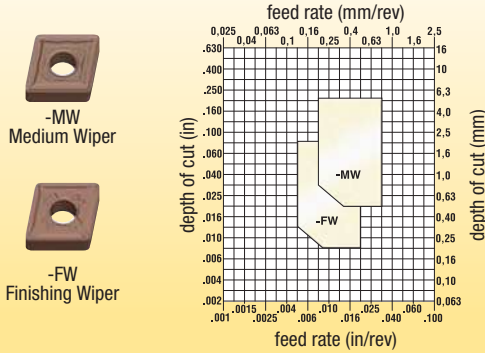 feed rate (mm/rev)
0,025 0,063 0,16 0,4 1,0 2,5
0,04 0,1 0,25 0,63 1,6
-MW
Medium Wiper
-FW
Finishing Wiper
depth of cut (in)
.630
.400
.250
.160
.100
.060
.040
.025
.016
.010
.006
.004
.002
-MW
-FW
16
10
6,3
4,0
2,5
1,6
1,0
0,63
0,40
0,25
0,16
0,10
0,063
depth of cut (mm)
.0015 .004 .010 .025 .060
.001 .0025 .006 .016 .040 .100
feed rate (in/rev)